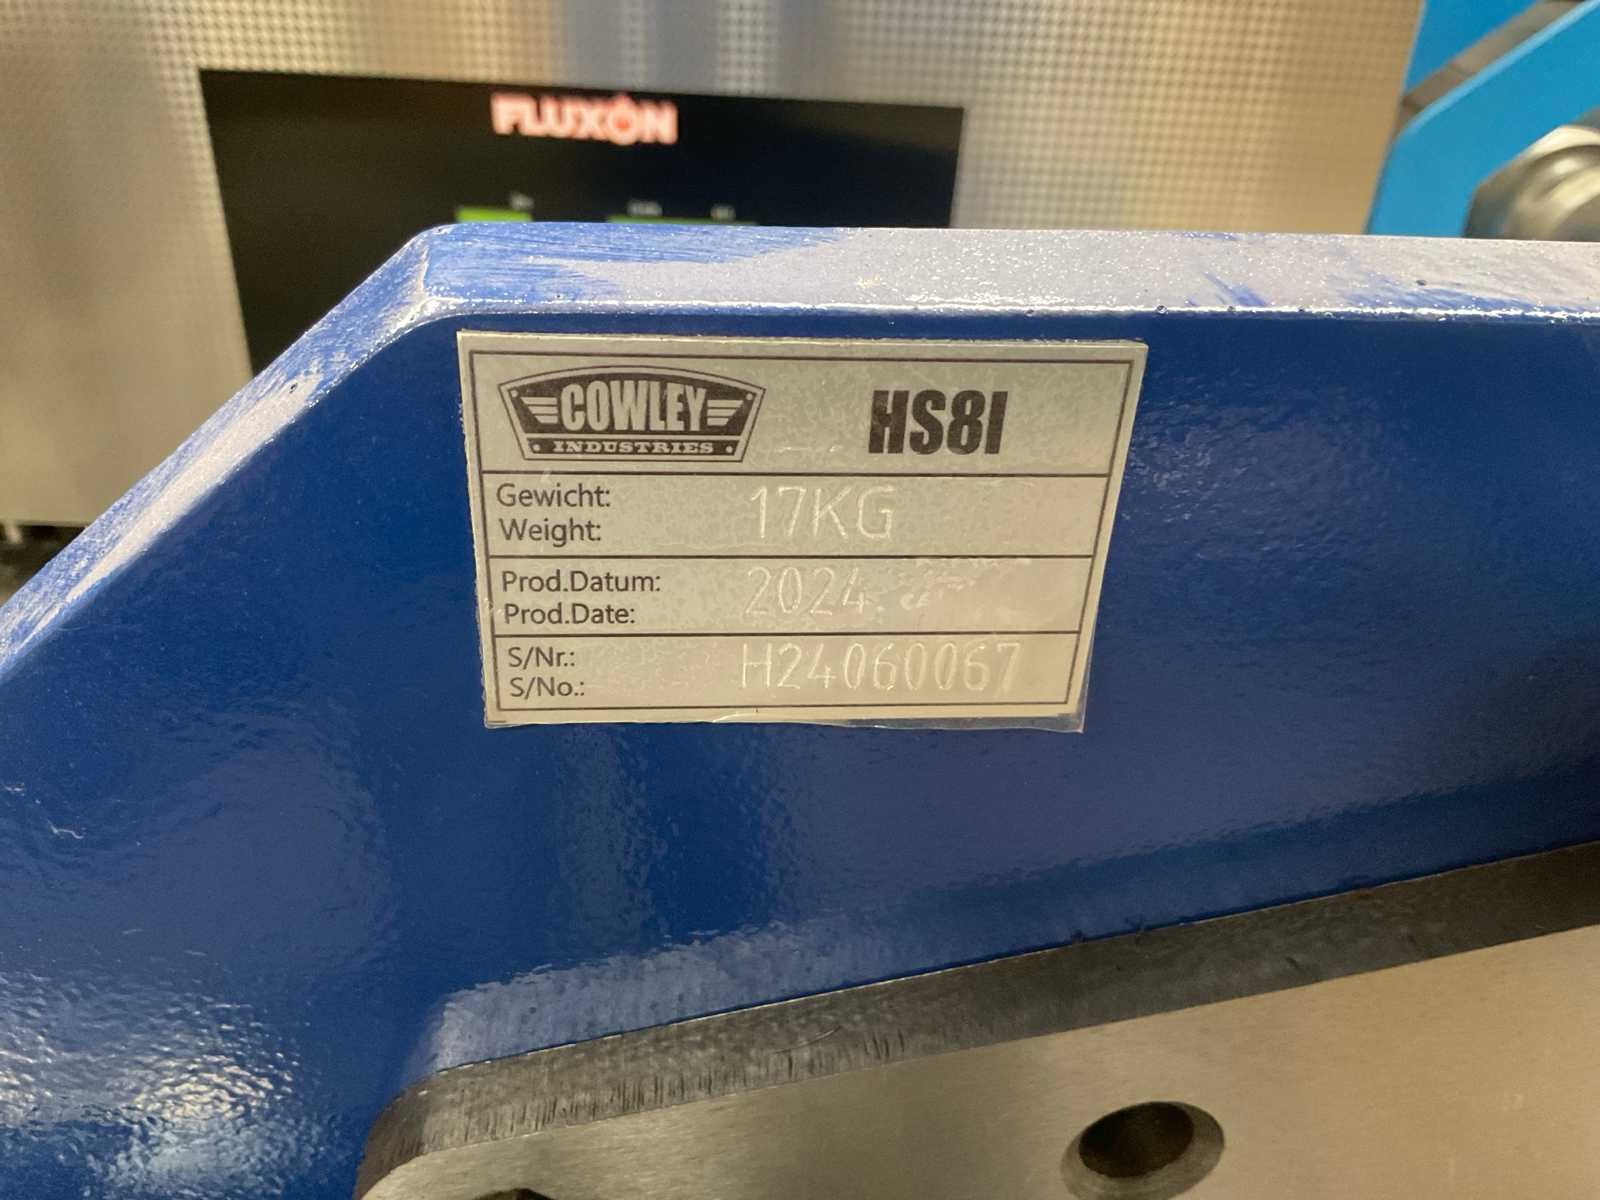 FLUXON
COWLEY
INDUSTRIES
HS8I
Gewicht:
Weight:
17KG
Prod.Datum:
Prod.Date:
2024.
S/Nr.:
S/No.:
H24060067